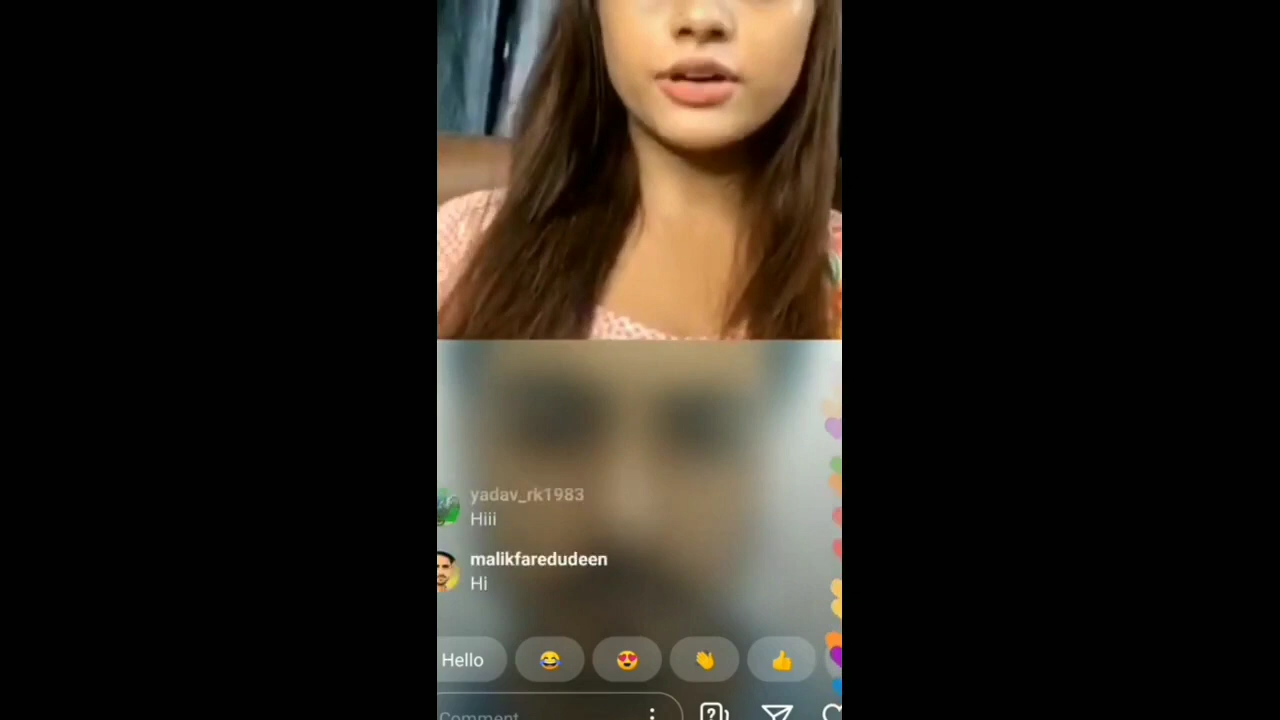 yadav_rk1983
Hiii
malikfaredudeen
Hi
Hello
Comment